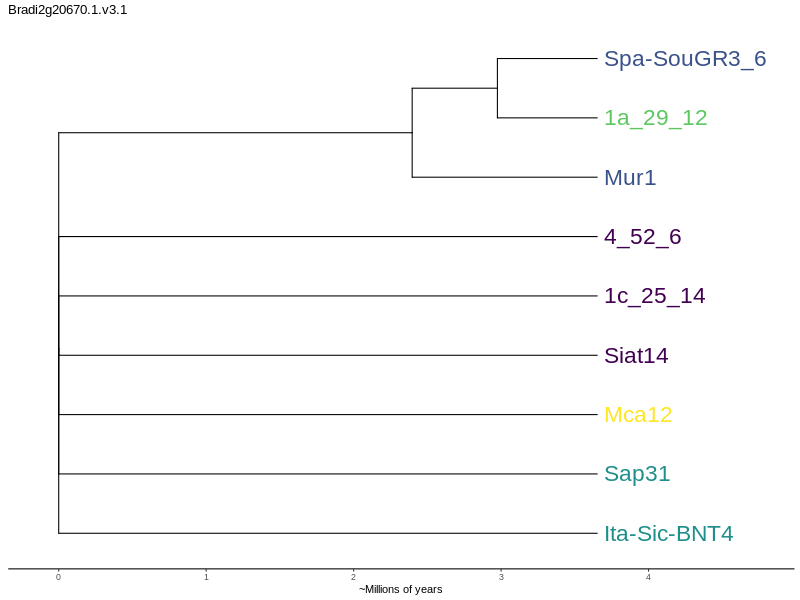 Bradi2g20670.1.v3.1
Spa-SouGR3_6
1a_29_12
Mur1
4_52_6
1c_25_14
Siat14
Mca12
Sap31
Ita-Sic-BNT4
0 1 2 3 4
~Millions of years